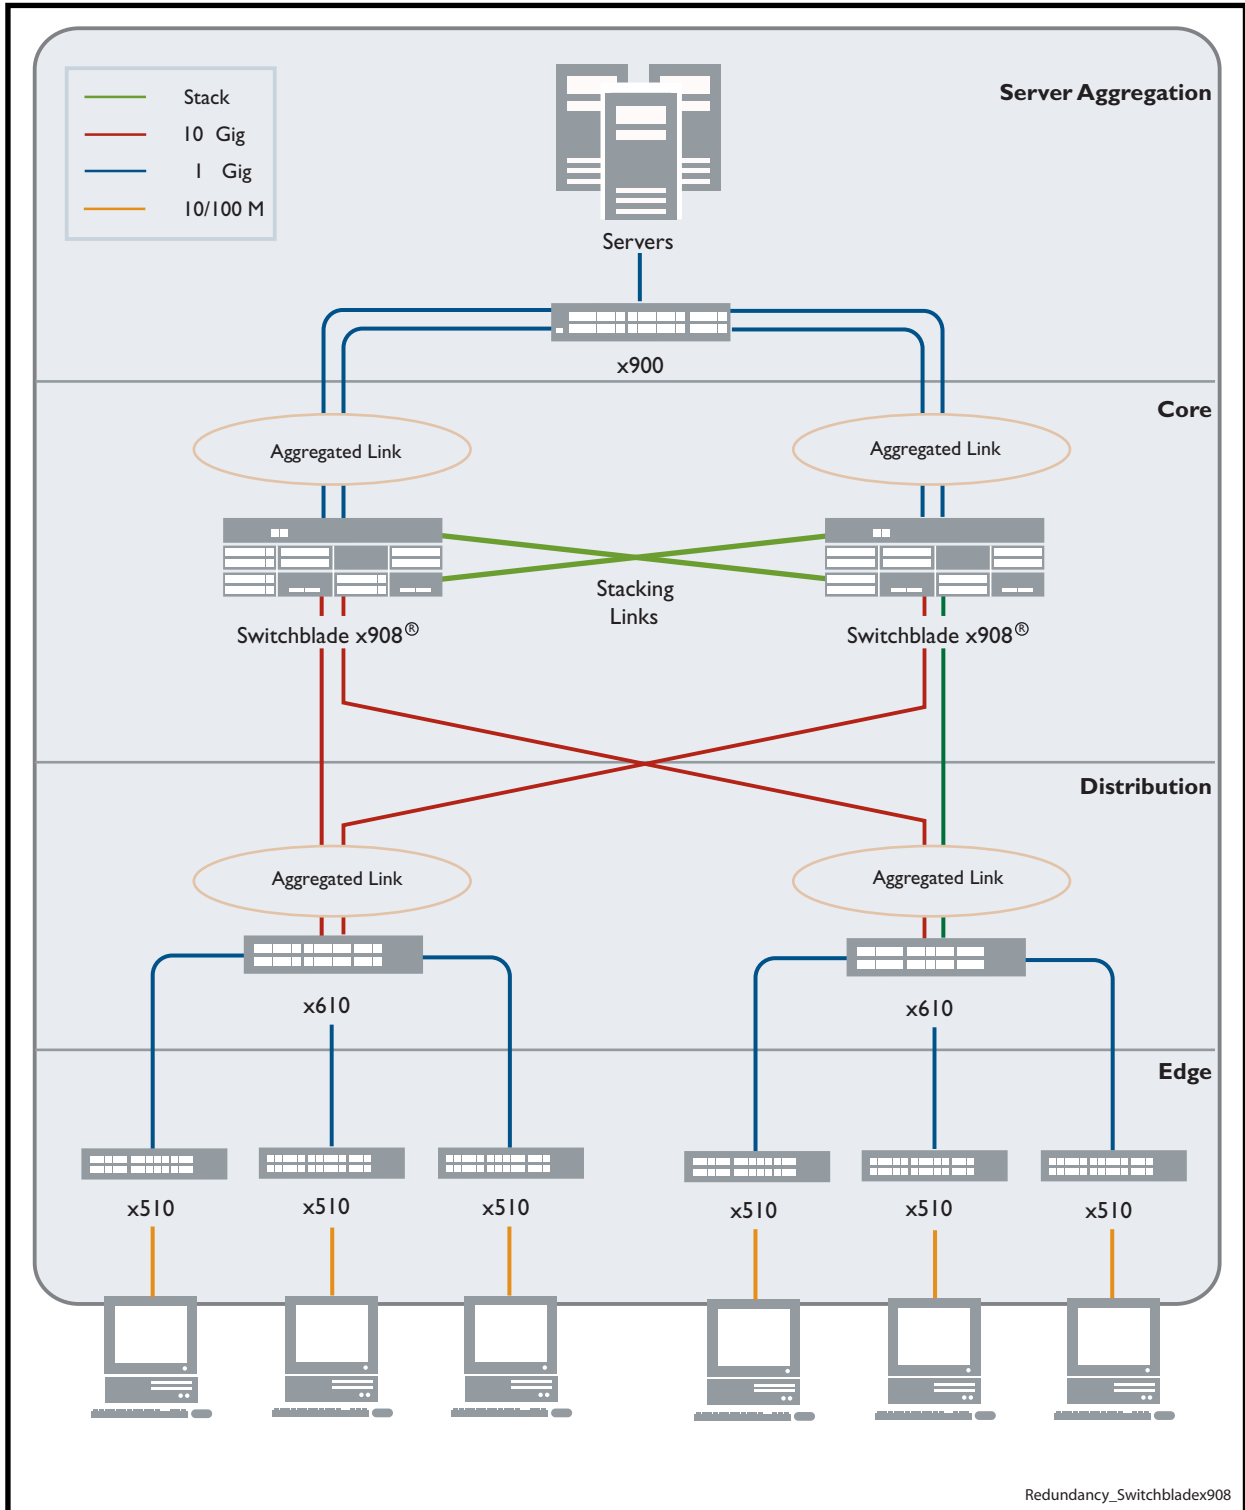 Stack
10 Gig
1 Gig
10/100 M
Server Aggregation
Servers
x900
Core
Aggregated Link
Aggregated Link
Stacking
Links
Switchblade x908®
Switchblade x908®
Distribution
Aggregated Link
Aggregated Link
x610
x610
Edge
x510
x510
x510
x510
x510
x510
Redundancy_Switchbladex908